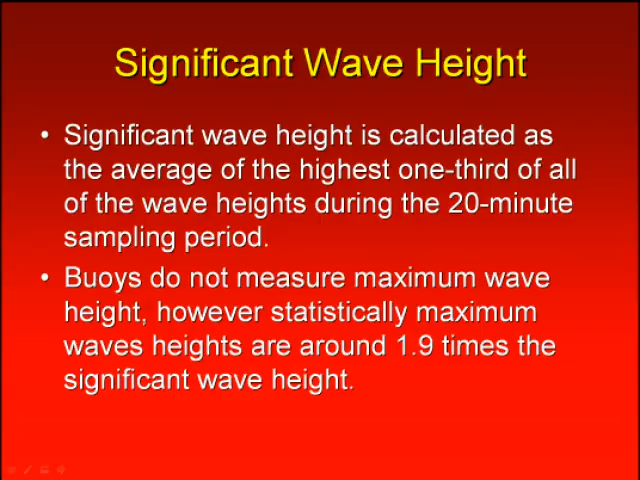 Significant Wave Height
• Significant wave height is calculated as
the average of the highest one-third of all
of the wave heights during the 20-minute
sampling period.
• Buoys do not measure maximum wave
height, however statistically maximum
waves heights are around 1.9 times the
significant wave height.